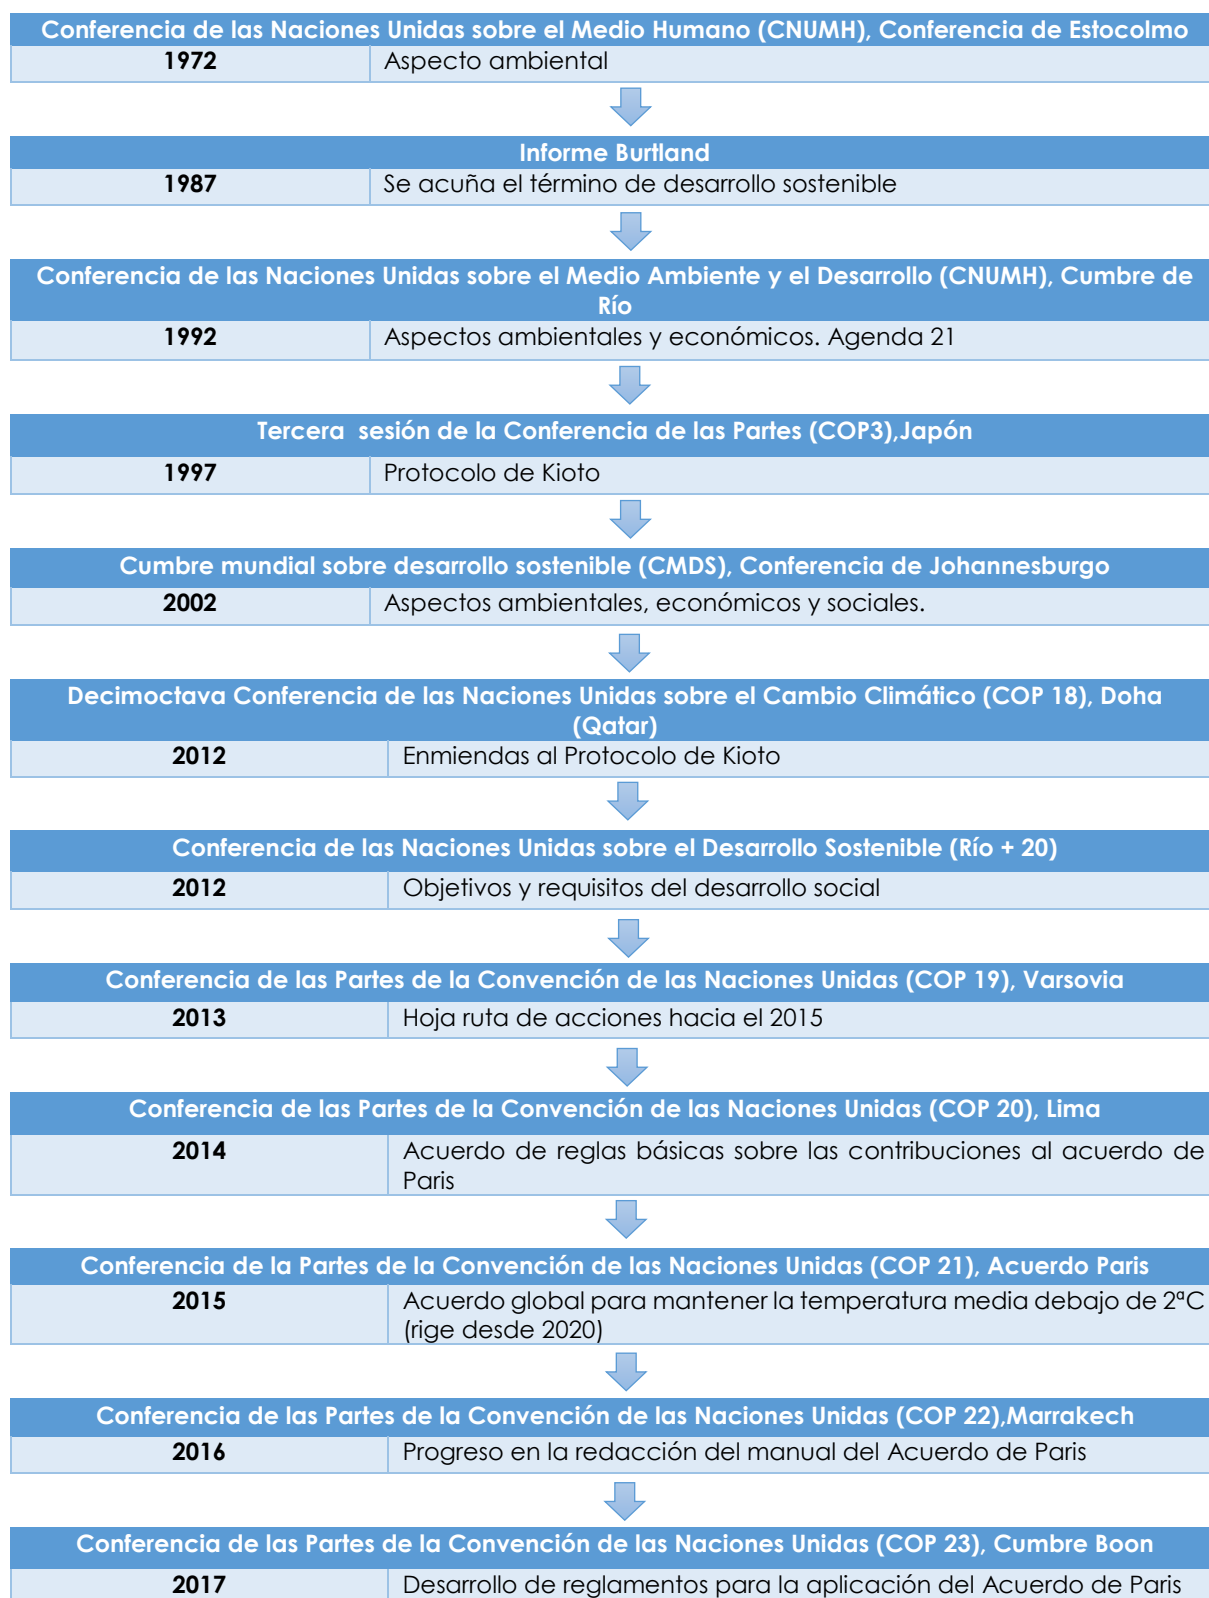 Conferencia de las Naciones Unidas sobre el Medio Humano (CNUMH), Conferencia de Estocolmo
1972 Aspecto ambiental
Informe Burtland
1987 Se acuña el término de desarrollo sostenible
Conferencia de las Naciones Unidas sobre el Medio Ambiente y el Desarrollo (CNUMH), Cumbre de
Río
1992 Aspectos ambientales y económicos. Agenda 21
Tercera  sesión de la Conferencia de las Partes (COP3),Japón
1997 Protocolo de Kioto
Cumbre mundial sobre desarrollo sostenible (CMDS), Conferencia de Johannesburgo
2002 Aspectos ambientales, económicos y sociales.
Decimoctava Conferencia de las Naciones Unidas sobre el Cambio Climático (COP 18), Doha
(Qatar)
2012 Enmiendas al Protocolo de Kioto
Conferencia de las Naciones Unidas sobre el Desarrollo Sostenible (Río + 20)
2012 Objetivos y requisitos del desarrollo social
Conferencia de las Partes de la Convención de las Naciones Unidas (COP 19), Varsovia
2013 Hoja ruta de acciones hacia el 2015
Conferencia de las Partes de la Convención de las Naciones Unidas (COP 20), Lima
2014 Acuerdo de reglas básicas sobre las contribuciones al acuerdo de
Paris
Conferencia de la Partes de la Convención de las Naciones Unidas (COP 21), Acuerdo Paris
2015 Acuerdo global para mantener la temperatura media debajo de 2ªC
(rige desde 2020)
Conferencia de las Partes de la Convención de las Naciones Unidas (COP 22),Marrakech
2016 Progreso en la redacción del manual del Acuerdo de Paris
Conferencia de las Partes de la Convención de las Naciones Unidas (COP 23), Cumbre Boon
2017 Desarrollo de reglamentos para la aplicación del Acuerdo de Paris